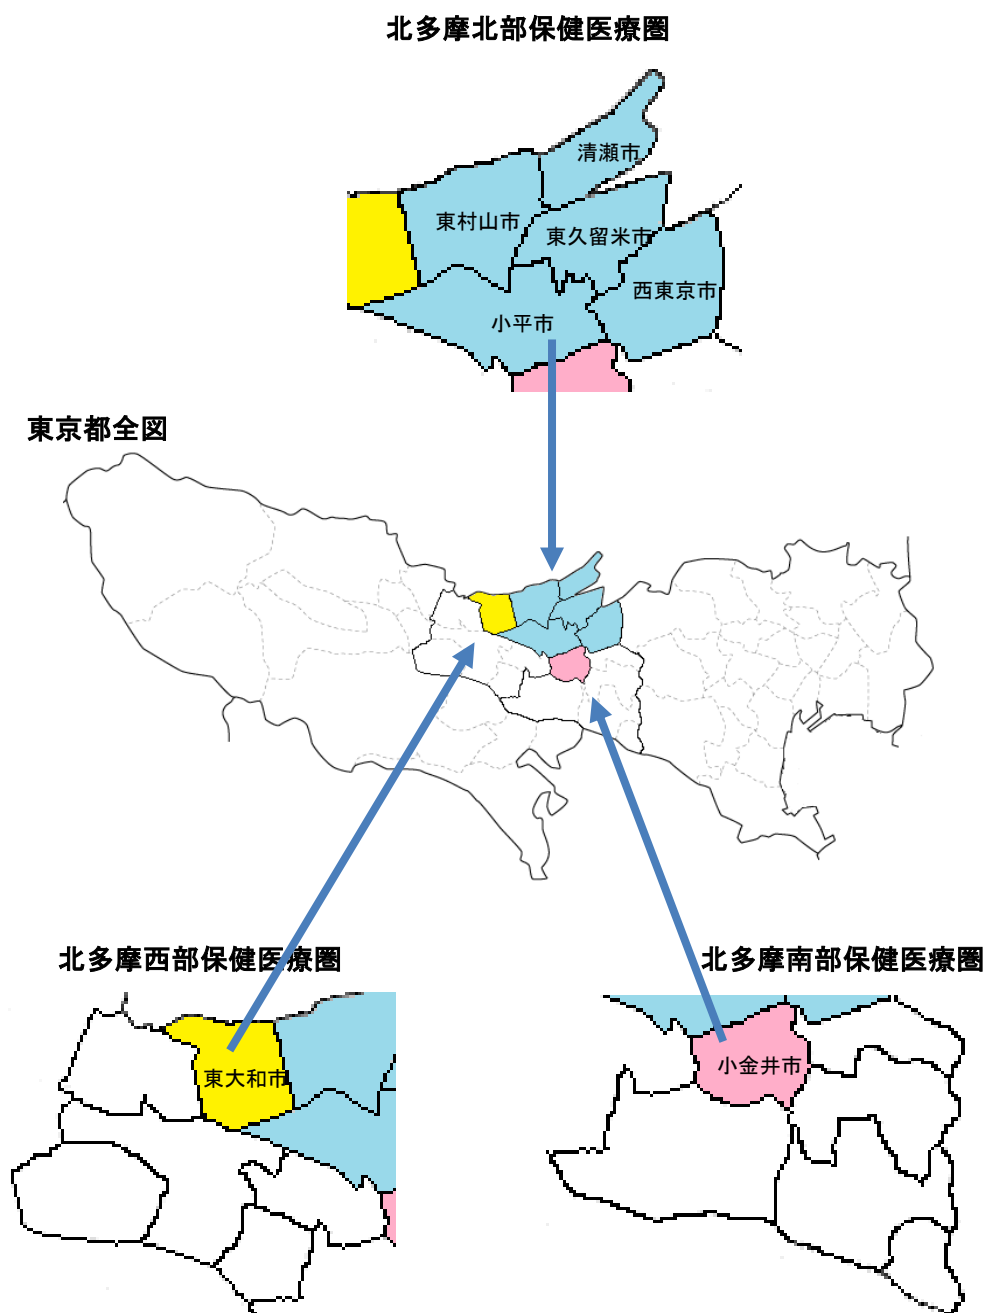 北多摩北部保健医療圏
清瀬市
東村山市
東久留米市
西東京市
小平市
東京都全図
北多摩西部保健医療圏
北多摩南部保健医療圏
東大和市
小金井市